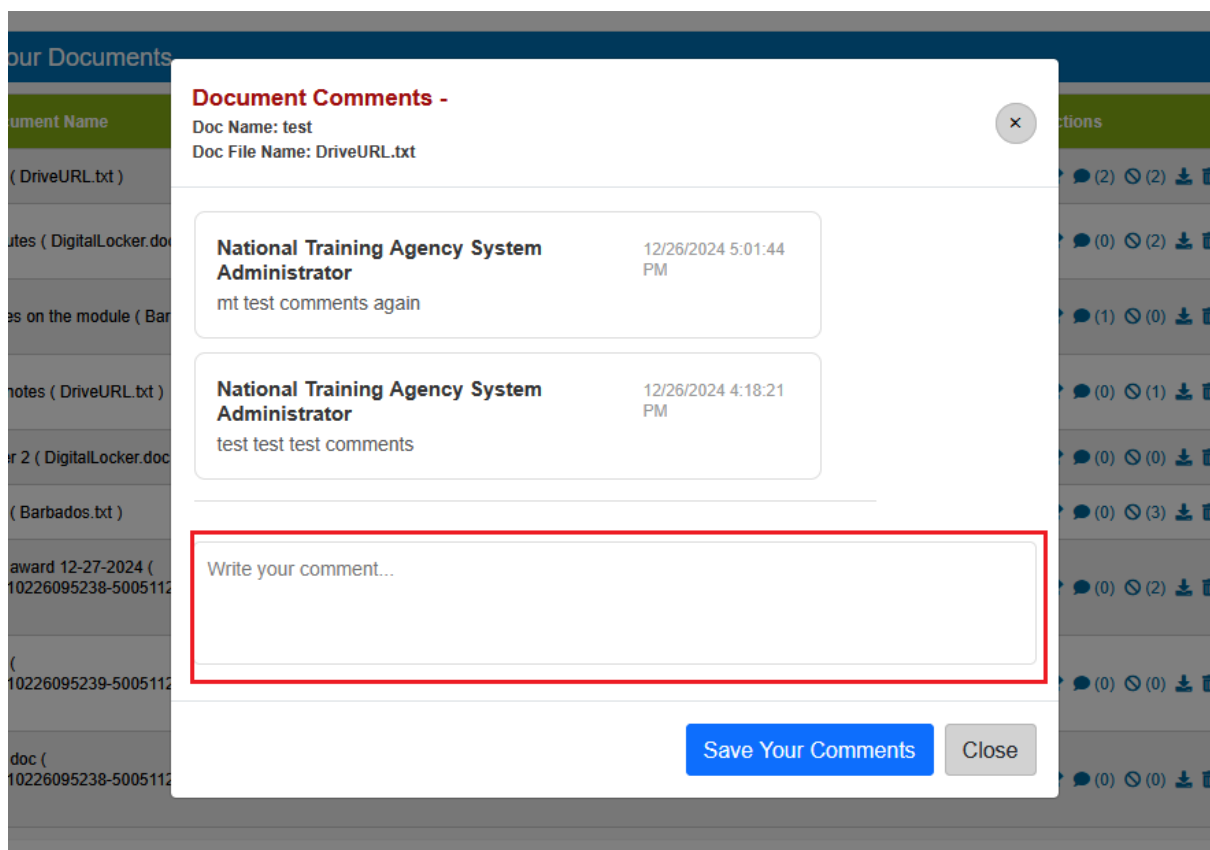 our Documents
Document Comments -
Doc Name: test
Doc File Name: DriveURL.txt
×
ument Name
ctions
( DriveURL.txt )
(2) (2)
utes ( DigitalLocker.doc
(0) (2)
es on the module ( Bar
(1) (0)
notes ( DriveURL.txt )
(0) (1)
r 2 ( DigitalLocker.doc
(0) (0)
( Barbados.txt )
(0) (3)
award 12-27-2024 (
10226095238-5005112
(0) (2)
(
10226095239-5005112
(0) (0)
doc (
10226095238-5005112
(0) (0)
National Training Agency System
Administrator
12/26/2024 5:01:44
PM
mt test comments again
National Training Agency System
Administrator
12/26/2024 4:18:21
PM
test test test comments
Write your comment...
Save Your Comments
Close